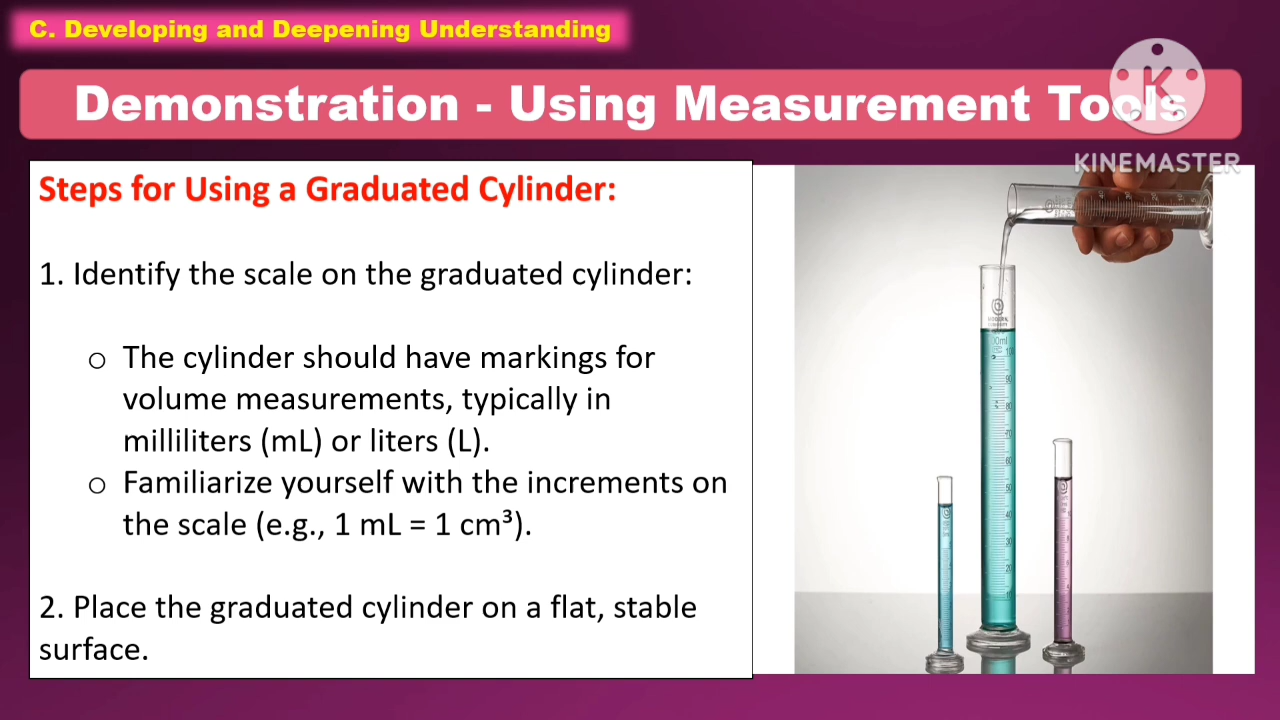 C. Developing and Deepening Understanding
Demonstration - Using Measurement Tools
KINEMASTER
Steps for Using a Graduated Cylinder:
1. Identify the scale on the graduated cylinder:
o The cylinder should have markings for
volume measurements, typically in
milliliters (mL) or liters (L).
o Familiarize yourself with the increments on
the scale (e.g., 1 mL = 1 cm³).
2. Place the graduated cylinder on a flat, stable
surface.